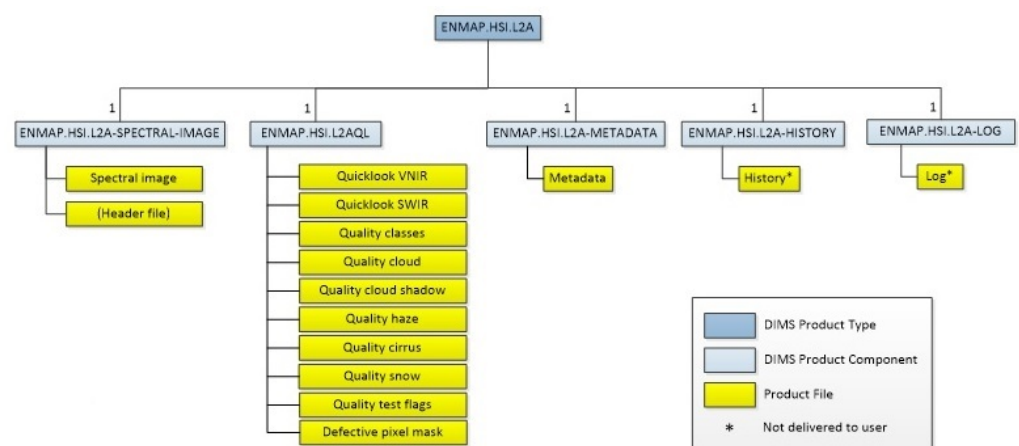 ENMAP.HSI.L2A
1
1
1
1
1
ENMAP.HSI.L2A-SPECTRAL-IMAGE
ENMAP.HSI.L2AQL
ENMAP.HSI.L2A-METADATA
ENMAP.HSI.L2A-HISTORY
ENMAP.HSI.L2A-LOG
Spectral image
(Header file)
Quicklook VNIR
Quicklook SWIR
Quality classes
Quality cloud
Quality cloud shadow
Quality haze
Quality cirrus
Quality snow
Quality test flags
Defective pixel mask
Metadata
History*
Log*
DIMS Product Type
DIMS Product Component
Product File
* Not delivered to user